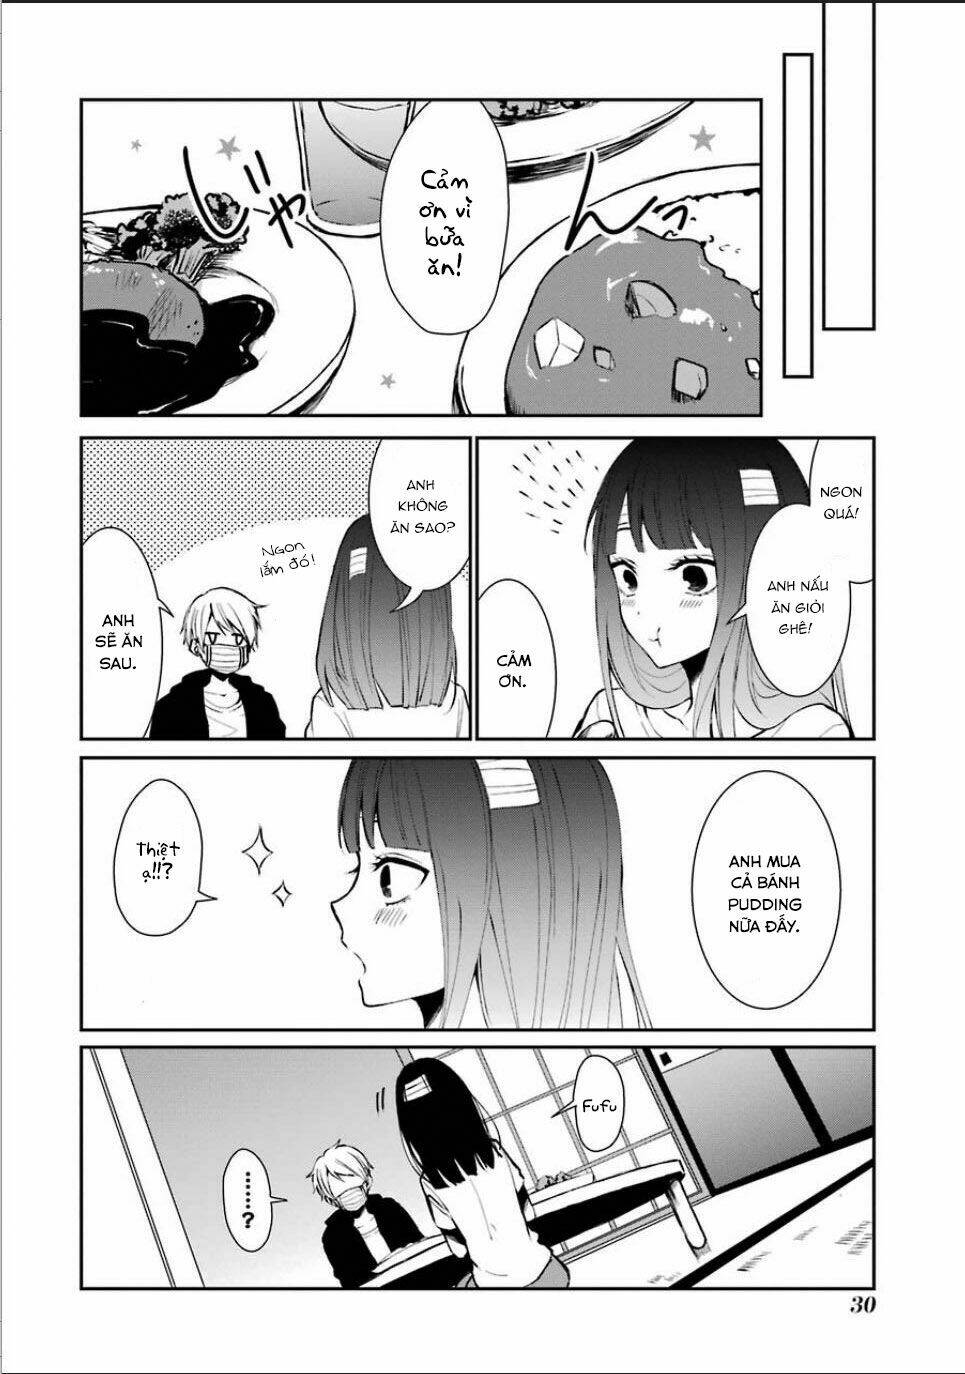 Cảm
ơn vì
bữa
ăn!
じゃ
ん
NGON
QUÁ!
ANH NẤU
ĂN GIỎI
GHÊ!
CẢM
ƠN.
ANH
KHÔNG
ĂN SAO?
Ngon
lắm đó!
ANH
SẼ ĂN
SAU.
ANH MUA
CẢ BÁNH
PUDDING
NỮA ĐẤY.
Thiệt
ạ!!?
Fufu
........?
30